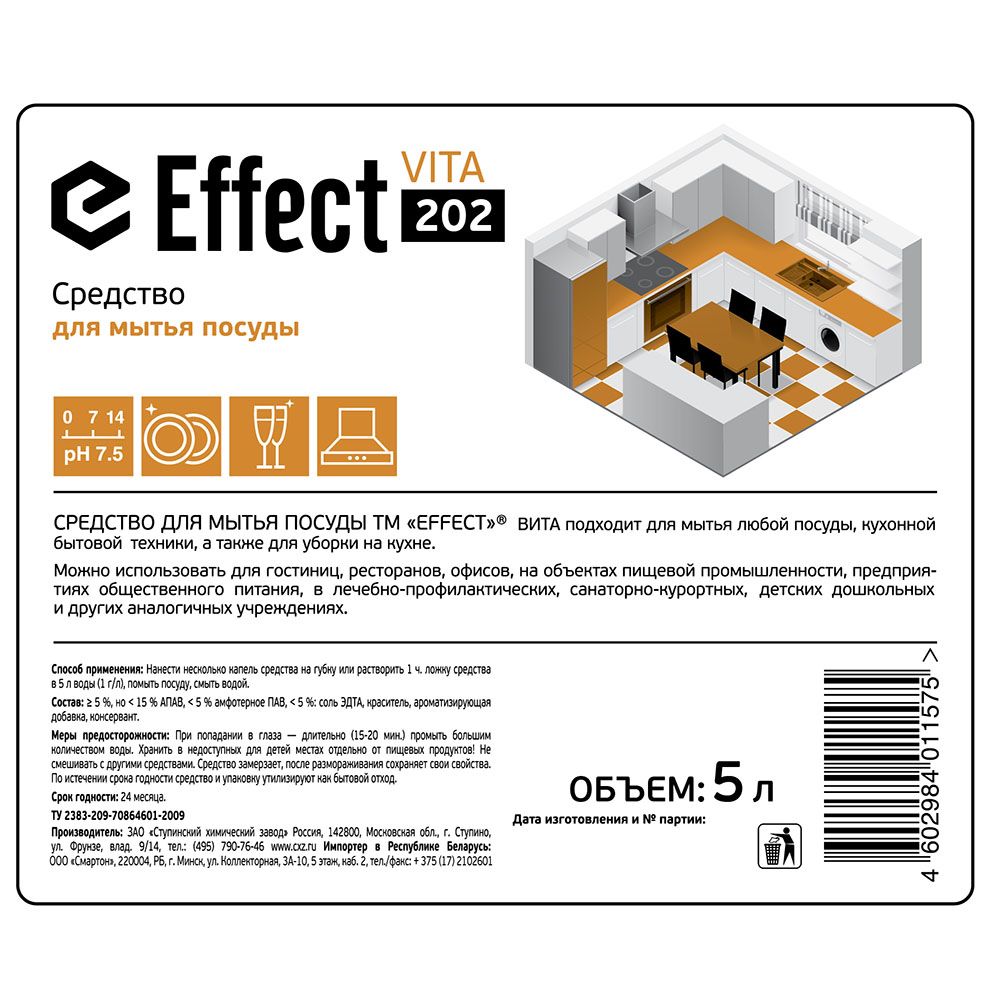 Effect
VITA
202
Средство
для мытья посуды
0 7 14
pH 7.5
СРЕДСТВО ДЛЯ МЫТЬЯ ПОСУДЫ ТМ «EFFECT»® ВИТА подходит для мытья любой посуды, кухонной
бытовой техники, а также для уборки на кухне.
Можно использовать для гостиниц, ресторанов, офисов, на объектах пищевой промышленности, предприя-
тиях общественного питания, в лечебно-профилактических, санаторно-курортных, детских дошкольных
и других аналогичных учреждениях.
Способ применения: Нанести несколько капель средства на губку или растворить 1 ч. ложку средства
в 5 л воды (1 г/л), помыть посуду, смыть водой.
Состав: ≥ 5 %, но < 15 % АПАВ, < 5 % амфотерное ПАВ, < 5 %: соль ЭДТА, краситель, ароматизирующая
добавка, консервант.
Меры предосторожности: При попадании в глаза — длительно (15-20 мин.) промыть большим
количеством воды. Хранить в недоступных для детей местах отдельно от пищевых продуктов! Не
смешивать с другими средствами. Средство замерзает, после размораживания сохраняет свои свойства.
По истечении срока годности средство и упаковку утилизируют как бытовой отход.
Срок годности: 24 месяца.
ТУ 2383-209-70864601-2009
Производитель: ЗАО «Ступинский химический завод» Россия, 142800, Московская обл., г. Ступино,
ул. Фрунзе, влад. 9/14, тел.: (495) 790-76-46 www.cxz.ru Импортер в Республике Беларусь:
ООО «Смартон», 220004, РБ, г. Минск, ул. Коллекторная, 3А-10, 5 этаж, каб. 2, тел./факс: + 375 (17) 2102601
ОБЪЕМ: 5 л
Дата изготовления и № партии:
4 602984 011575 >